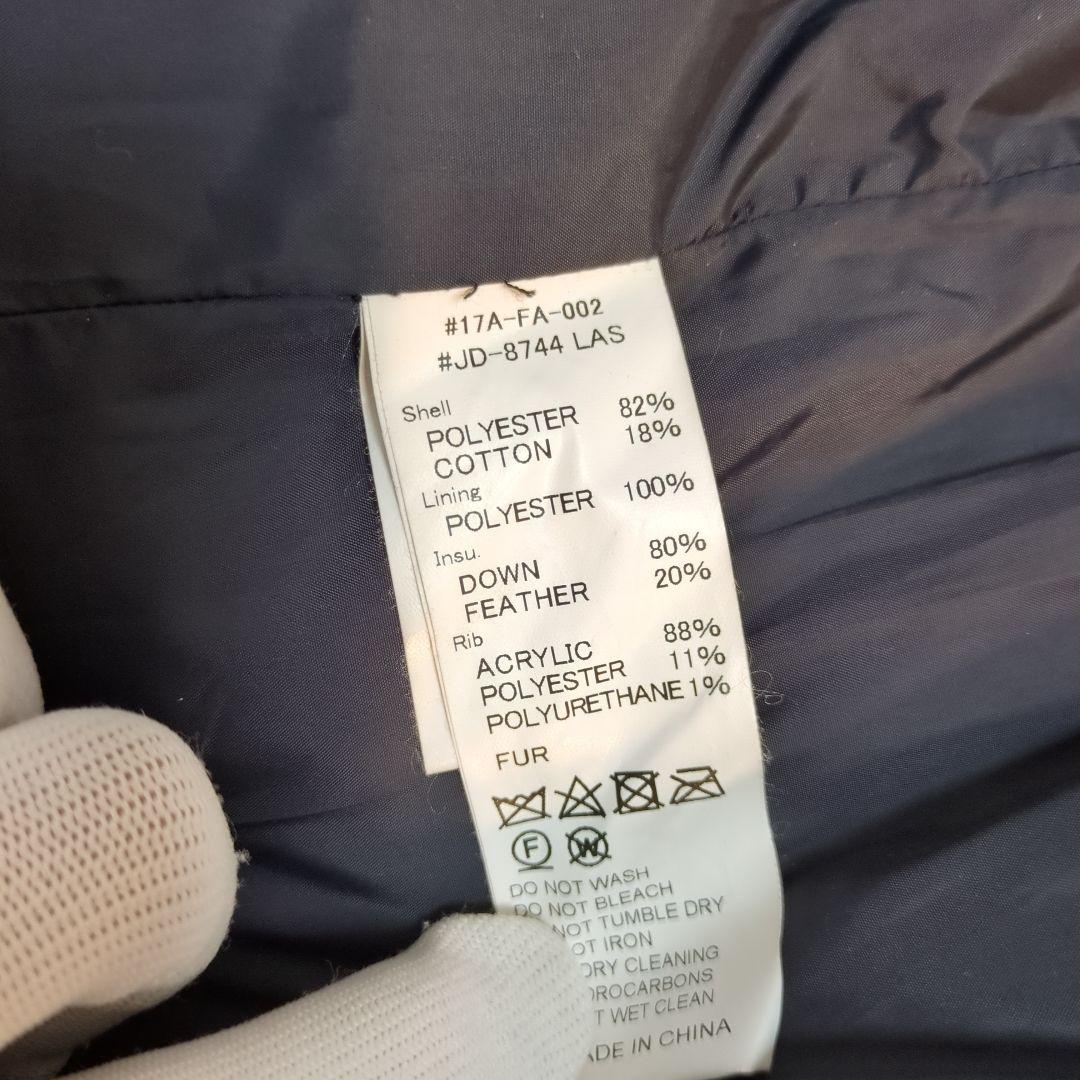 #17A-FA-002
#JD-8744 LAS
Shell
POLYESTER 82%
COTTON 18%
Lining
POLYESTER 100%
Insu.
DOWN 80%
FEATHER 20%
Rib
ACRYLIC 88%
POLYESTER 11%
POLYURETHANE 1%
FUR
F W
DO NOT WASH
DO NOT BLEACH
NOT TUMBLE DRY
OT IRON
DRY CLEANING
DROCARBONS
T WET CLEAN
ADE IN CHINA